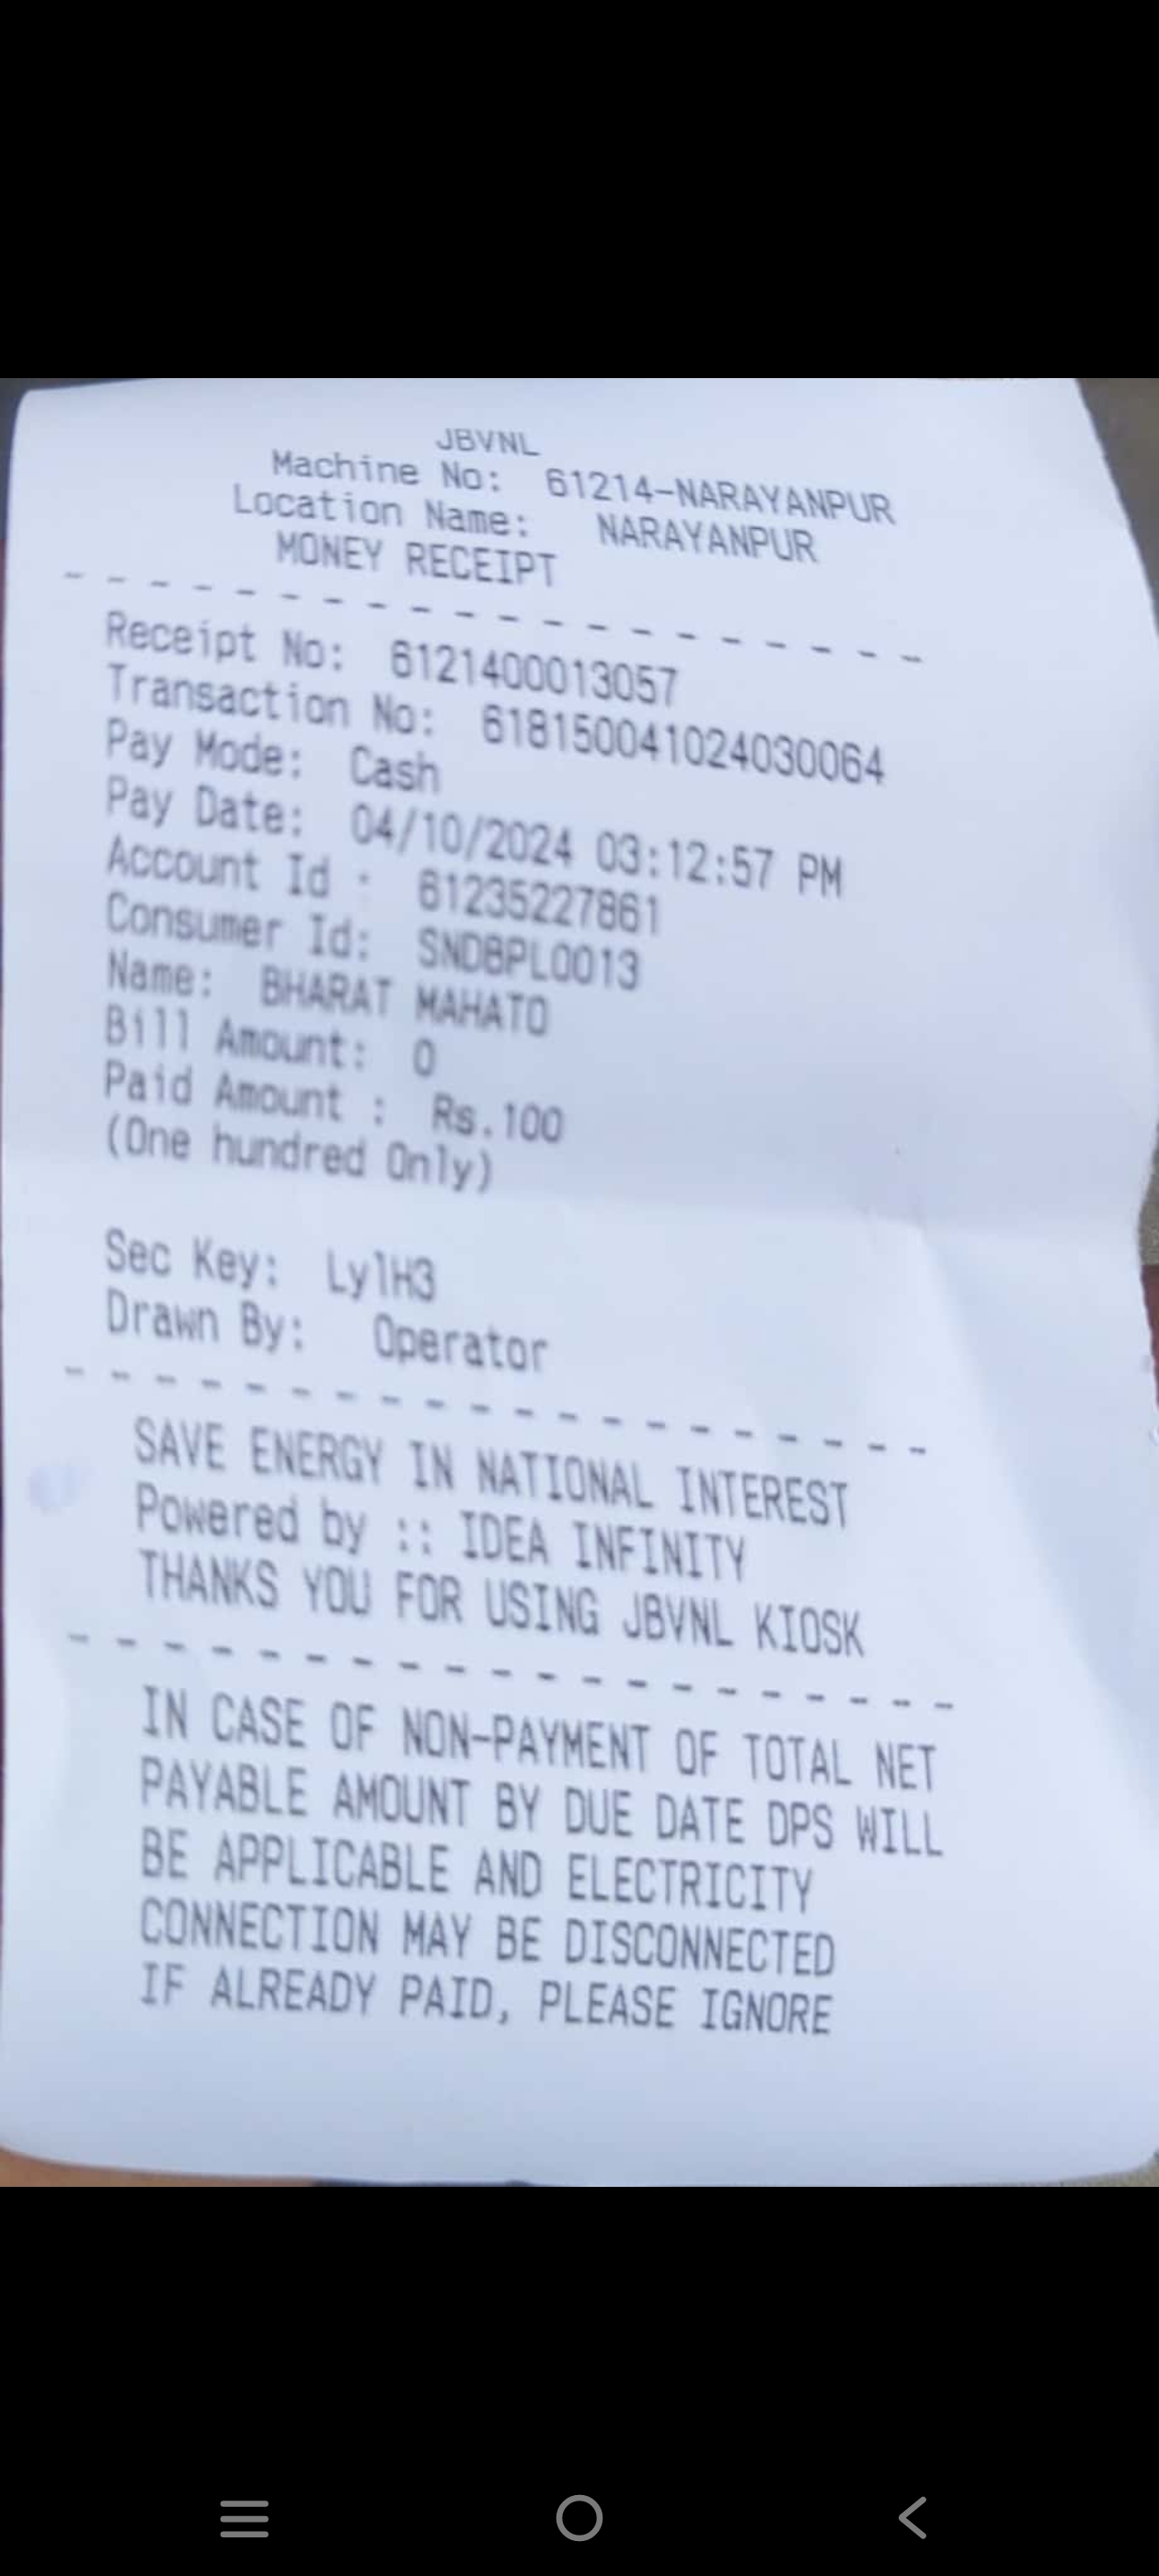 JBVNL
Machine No: 61214-NARAYANPUR
Location Name: NARAYANPUR
MONEY RECEIPT
Receipt No: 6121400013057
Transaction No: 618150041024030064
Pay Mode: Cash
Pay Date: 04/10/2024 03:12:57 PM
Account Id : 61235227861
Consumer Id: SNDBPL0013
Name: BHARAT MAHATO
Bill Amount: 0
Paid Amount : Rs.100
(One hundred Only)
Sec Key: LylH3
Drawn By: Operator
SAVE ENERGY IN NATIONAL INTEREST
Powered by :: IDEA INFINITY
THANKS YOU FOR USING JBVNL KIOSK
IN CASE OF NON-PAYMENT OF TOTAL NET
PAYABLE AMOUNT BY DUE DATE DPS WILL
BE APPLICABLE AND ELECTRICITY
CONNECTION MAY BE DISCONNECTED
IF ALREADY PAID, PLEASE IGNORE